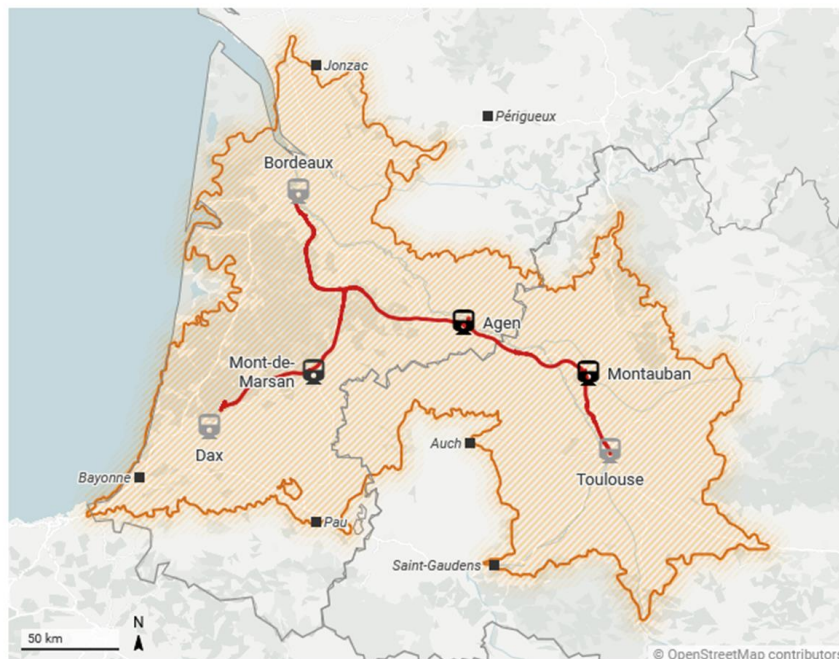 Jonzac
Périgueux
Bordeaux
Agen
Mont-de-
Marsan
Montauban
Dax
Auch
Toulouse
Bayonne
Pau
Saint-Gaudens
50 km
N
© OpenStreetMap contributors